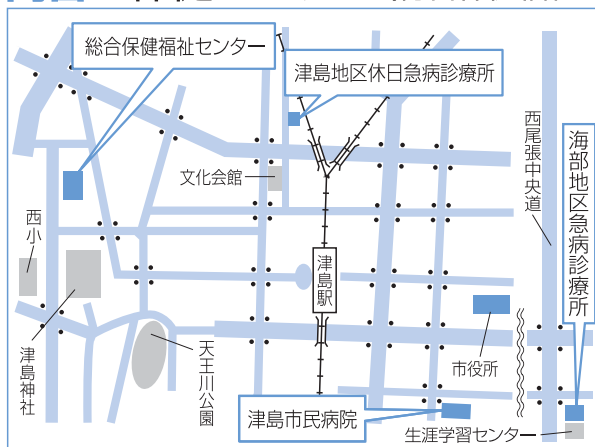 総合保健福祉センター
津島地区休日急病診療所
西尾張中央道
海部地区急病診療所
文化会館
西小
津島駅
津島神社
天王川公園
市役所
津島市民病院
生涯学習センター